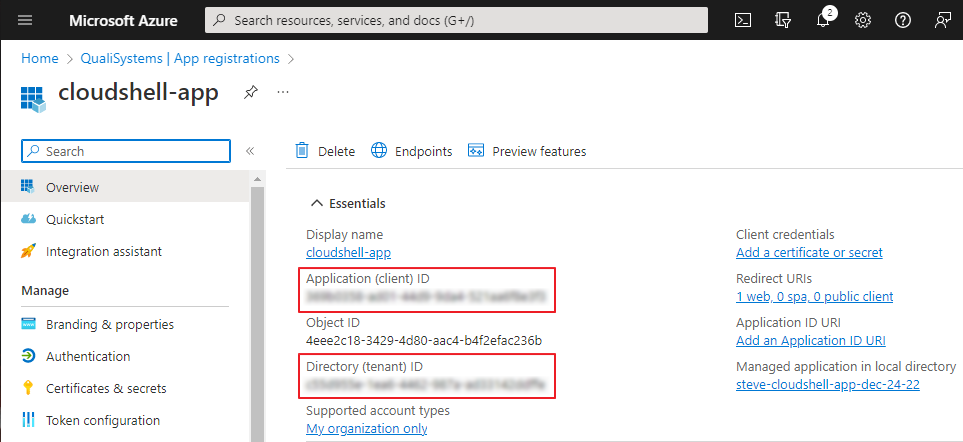 Microsoft Azure
Search resources, services, and docs (G+/)
2
Home > QualiSystems | App registrations >
cloudshell-app
...
Search
«
Delete
Endpoints
Preview features
Overview
Quickstart
Integration assistant
Manage
Branding & properties
Authentication
Certificates & secrets
Token configuration
Essentials
Display name
cloudshell-app
Application (client) ID
Object ID
4eee2c18-3429-4d80-aac4-b4f2efac236b
Directory (tenant) ID
Supported account types
My organization only
Client credentials
Add a certificate or secret
Redirect URIs
1 web, 0 spa, 0 public client
Application ID URI
Add an Application ID URI
Managed application in local directory
steve-cloudshell-app-dec-24-22